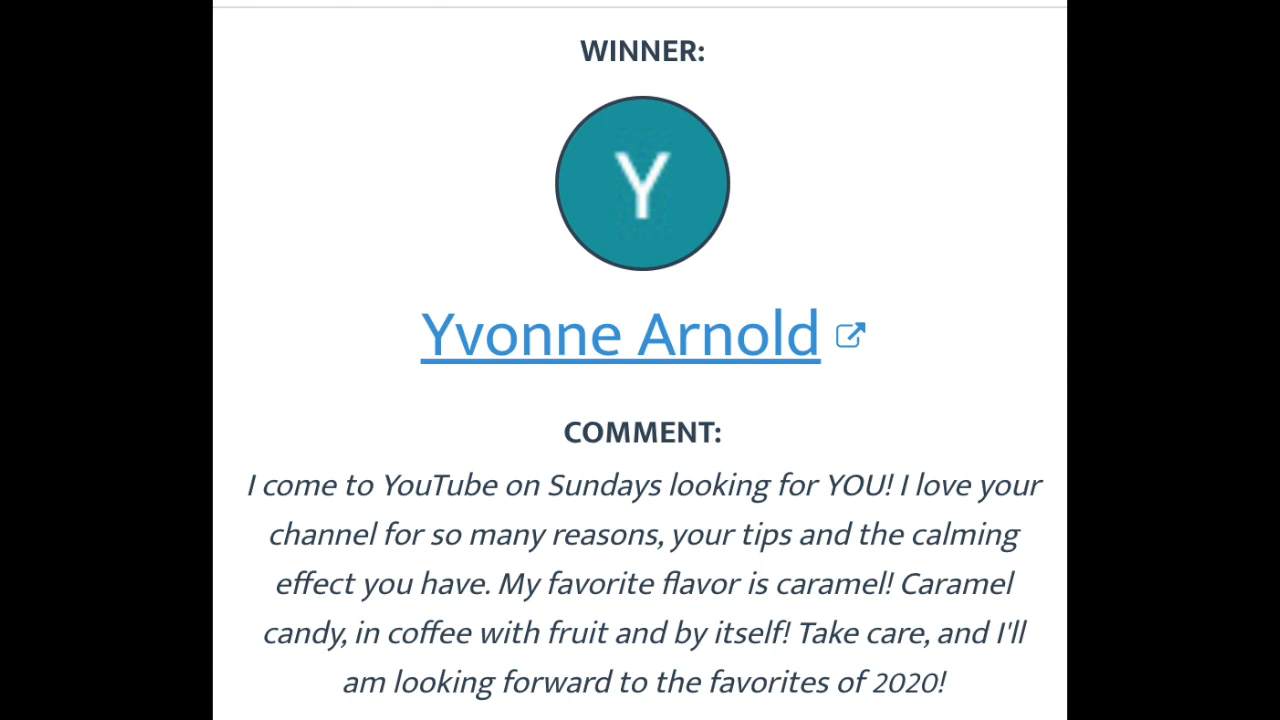 WINNER:
Y
Yvonne Arnold
COMMENT:
I come to YouTube on Sundays looking for YOU! I love your
channel for so many reasons, your tips and the calming
effect you have. My favorite flavor is caramel! Caramel
candy, in coffee with fruit and by itself! Take care, and I'll
am looking forward to the favorites of 2020!